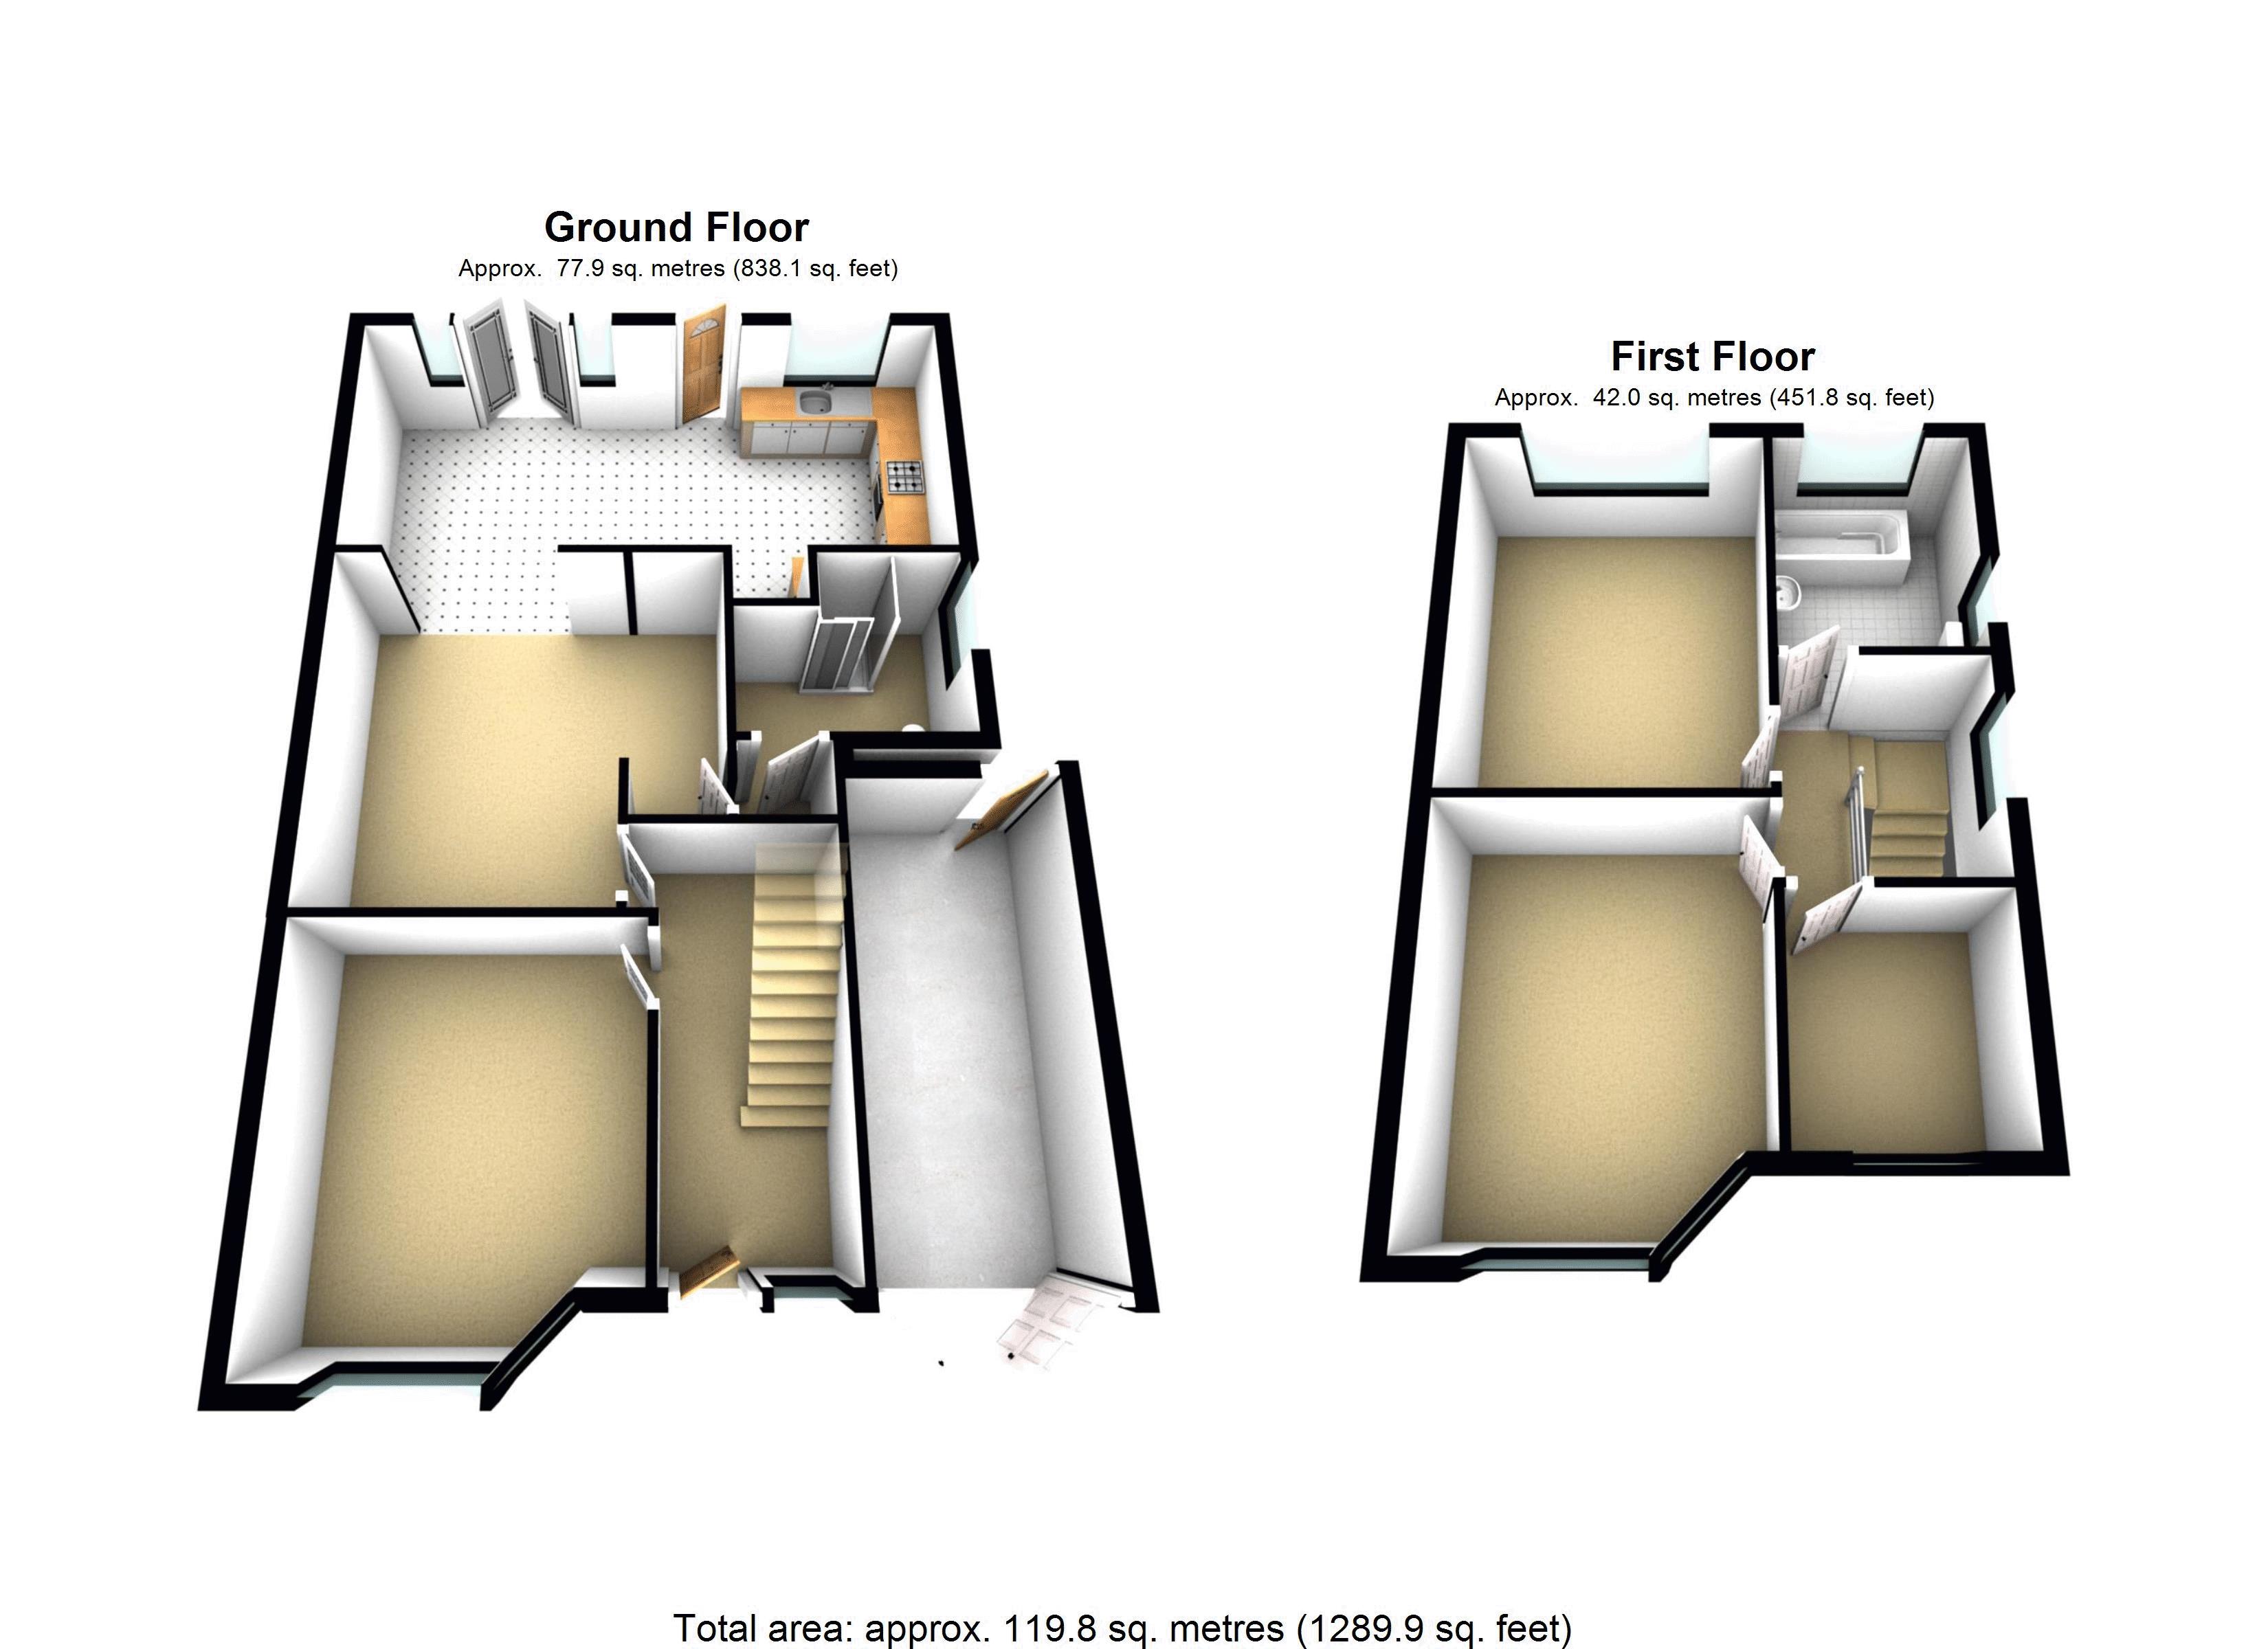 Ground Floor
Approx. 77.9 sq. metres (838.1 sq. feet)
First Floor
Approx. 42.0 sq. metres (451.8 sq. feet)
Total area: approx. 119.8 sq. metres (1289.9 sq. feet)